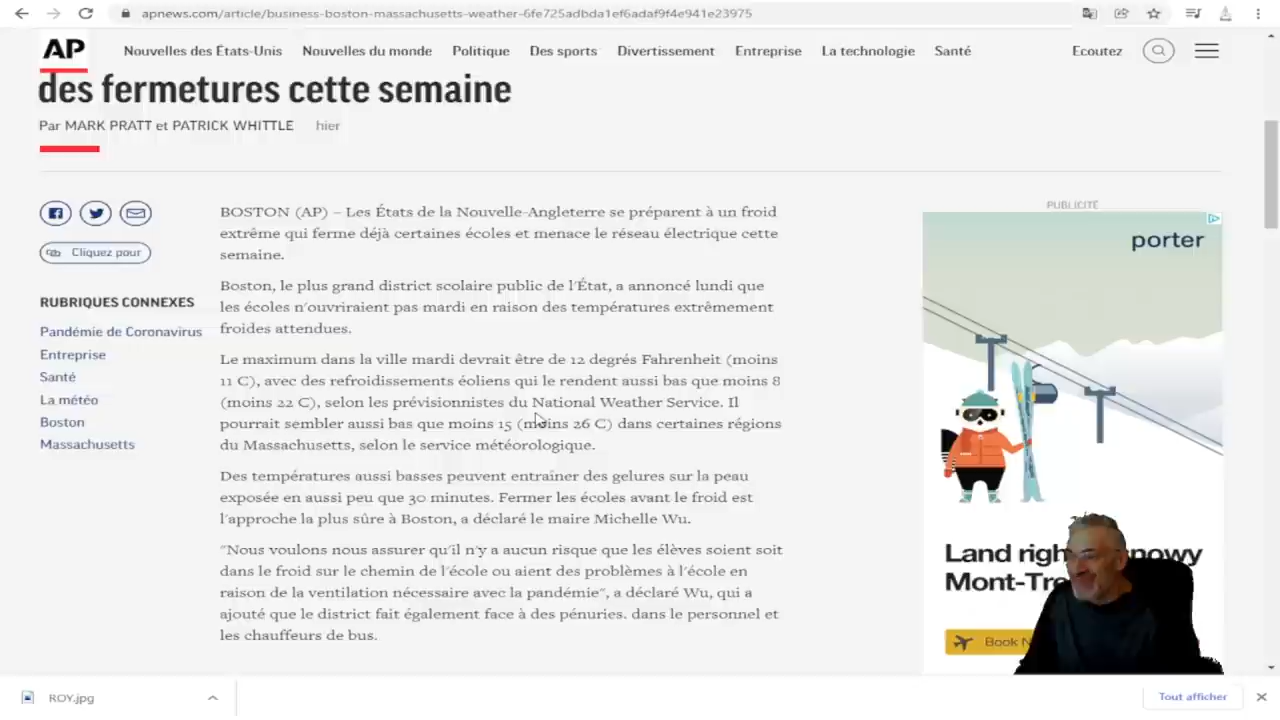 apnews.com/article/business-boston-massachusetts-weather-6fe725adbda1ef6adaf9f4e941e23975
AP
Nouvelles des États-Unis
Nouvelles du monde
Politique
Des sports
Divertissement
Entreprise
La technologie
Santé
Ecoutez
des fermetures cette semaine
Par MARK PRATT et PATRICK WHITTLE hier
Cliquez pour
RUBRIQUES CONNEXES
Pandémie de Coronavirus
Entreprise
Santé
La météo
Boston
Massachusetts
BOSTON (AP) – Les États de la Nouvelle-Angleterre se préparent à un froid
extrême qui ferme déjà certaines écoles et menace le réseau électrique cette
semaine.
Boston, le plus grand district scolaire public de l'État, a annoncé lundi que
les écoles n'ouvriraient pas mardi en raison des températures extrêmement
froides attendues.
Le maximum dans la ville mardi devrait être de 12 degrés Fahrenheit (moins
11 C), avec des refroidissements éoliens qui le rendent aussi bas que moins 8
(moins 22 C), selon les prévisionnistes du National Weather Service. Il
pourrait sembler aussi bas que moins 15 (moins 26 C) dans certaines régions
du Massachusetts, selon le service météorologique.
Des températures aussi basses peuvent entraîner des gelures sur la peau
exposée en aussi peu que 30 minutes. Fermer les écoles avant le froid est
l'approche la plus sûre à Boston, a déclaré le maire Michelle Wu.
"Nous voulons nous assurer qu'il n'y a aucun risque que les élèves soient soit
dans le froid sur le chemin de l'école ou aient des problèmes à l'école en
raison de la ventilation nécessaire avec la pandémie", a déclaré Wu, qui a
ajouté que le district fait également face à des pénuries. dans le personnel et
les chauffeurs de bus.
PUBLICITÉ
porter
Land nowy
Mont-Tre
Book
ROY.jpg
Tout afficher